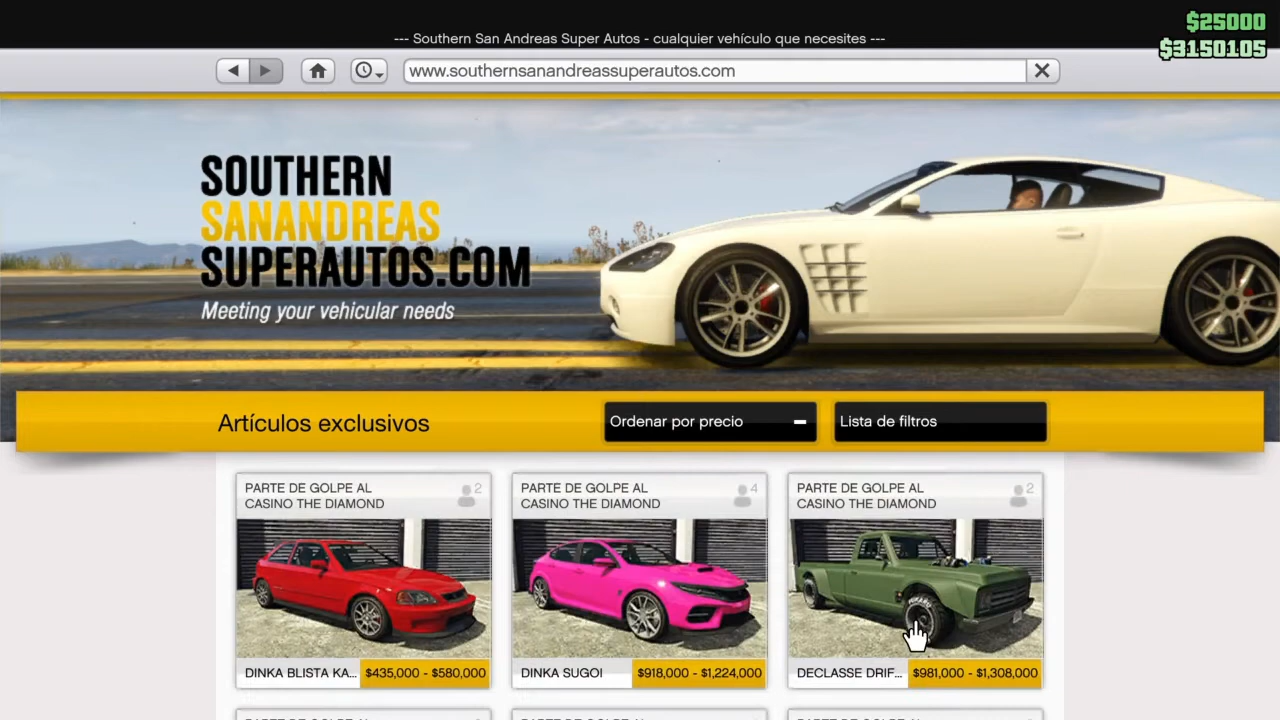 --- Southern San Andreas Super Autos - cualquier vehículo que necesites ---
$25000
$3150105
www.southernsanandreassuperautos.com
SOUTHERN
SANANDREAS
SUPERAUTOS.COM
Meeting your vehicular needs
Artículos exclusivos
Ordenar por precio
Lista de filtros
PARTE DE GOLPE AL
CASINO THE DIAMOND
2
PARTE DE GOLPE AL
CASINO THE DIAMOND
4
PARTE DE GOLPE AL
CASINO THE DIAMOND
2
DINKA BLISTA KA... $435,000 - $580,000
DINKA SUGOI $918,000 - $1,224,000
DECLASSE DRIF... $981,000 - $1,308,000